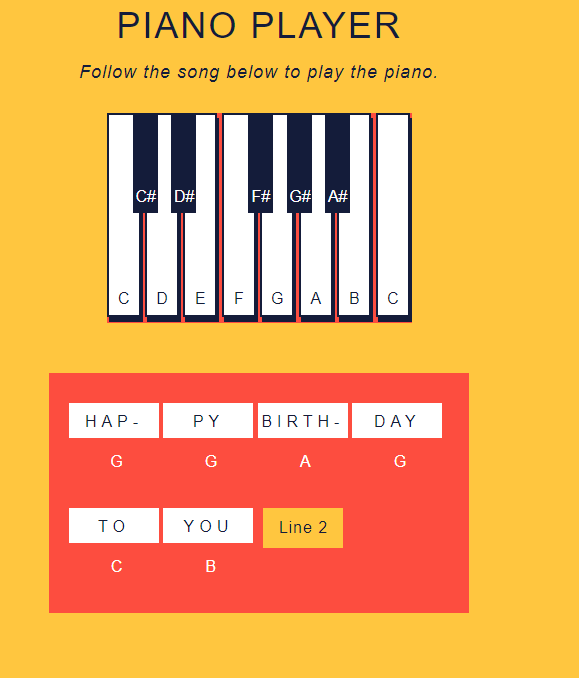 PIANO PLAYER
Follow the song below to play the piano.
C# D# F# G# A#
C D E F G A B C
HAP- PY BIRTH- DAY
G G A G
TO YOU Line 2
C B